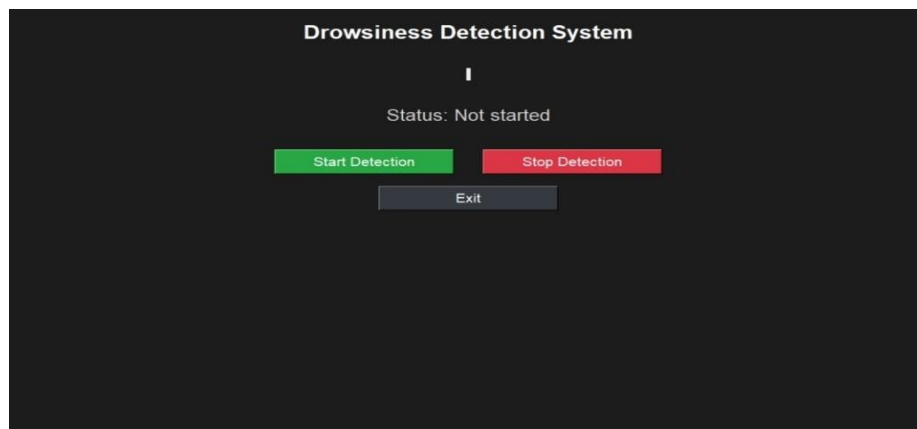 Drowsiness Detection System
Status: Not started
Start Detection Stop Detection
Exit